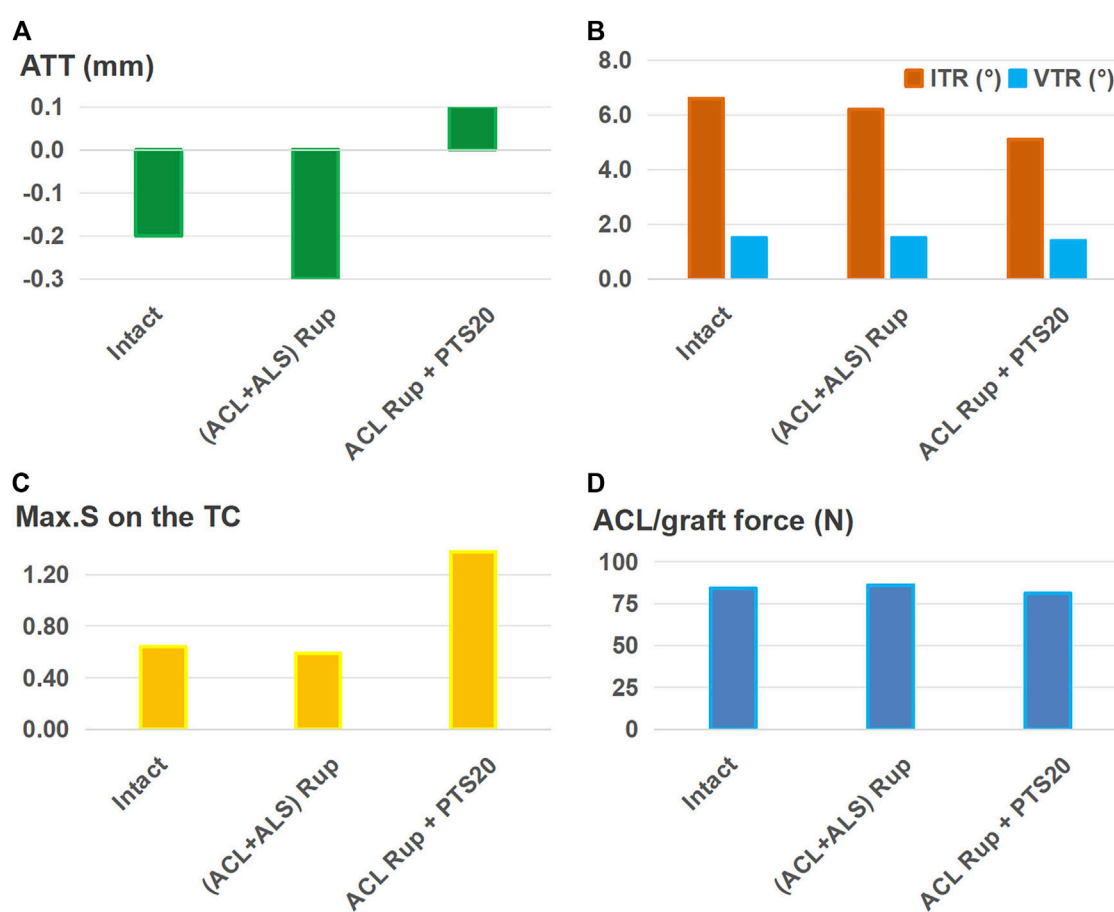 A
ATT (mm)
0.1
0.0
-0.1
-0.2
-0.3
Intact
(ACL+ALS) Rup
ACL Rup + PTS20
B
8.0
6.0
4.0
2.0
0.0
ITR (°) VTR (°)
Intact
(ACL+ALS) Rup
ACL Rup + PTS20
C
Max.S on the TC
1.20
0.80
0.40
0.00
Intact
(ACL+ALS) Rup
ACL Rup + PTS20
D
ACL/graft force (N)
100
75
50
25
0
Intact
(ACL+ALS) Rup
ACL Rup + PTS20